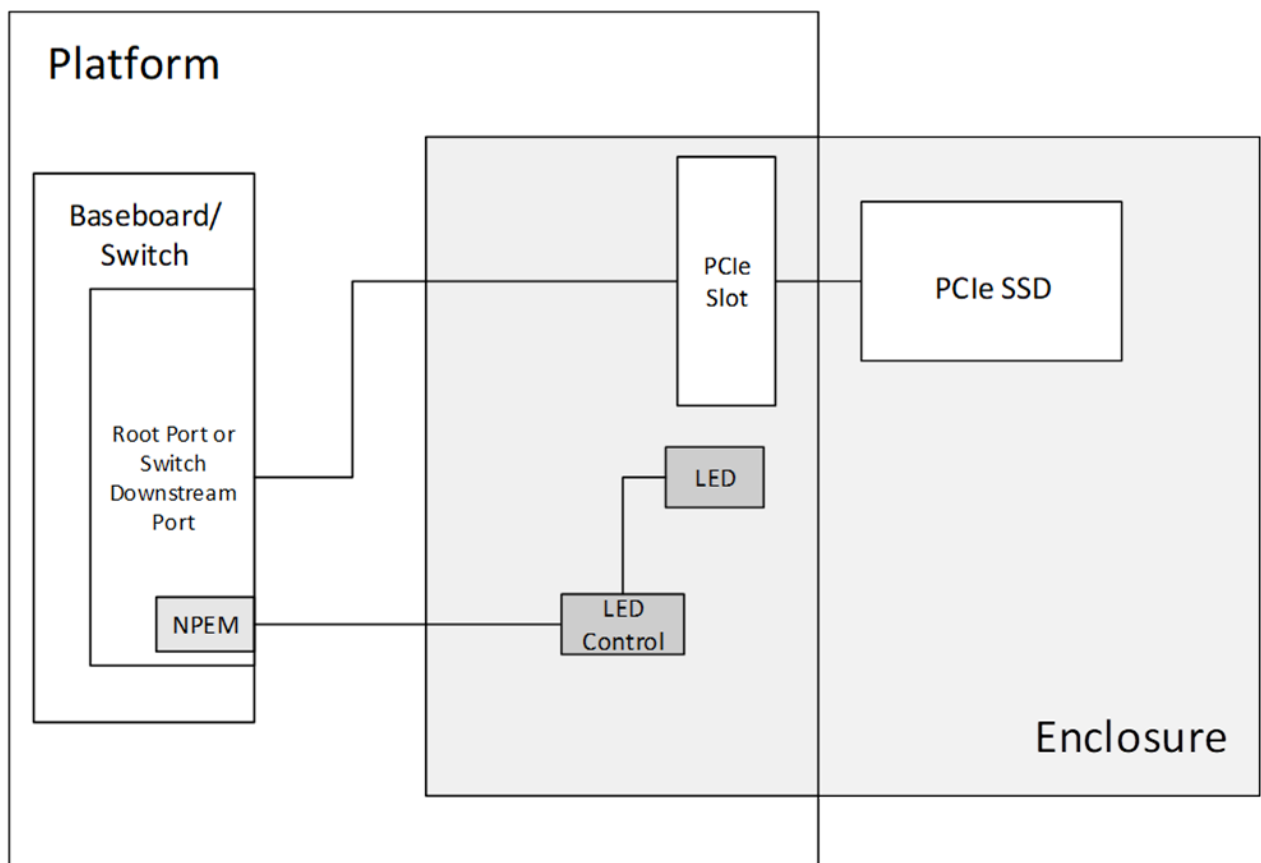 Platform
Baseboard/
Switch
PCIe
Slot
PCIe SSD
Root Port or
Switch
Downstream
Port
LED
NPEM
LED
Control
Enclosure